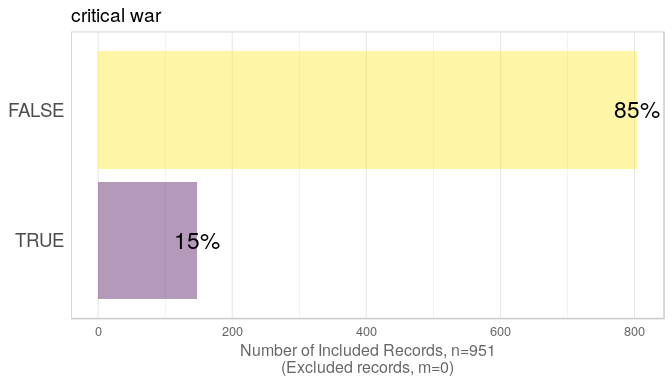 critical war
FALSE
85%
TRUE
15%
0 200 400 600 800
Number of Included Records, n=951
(Excluded records, m=0)